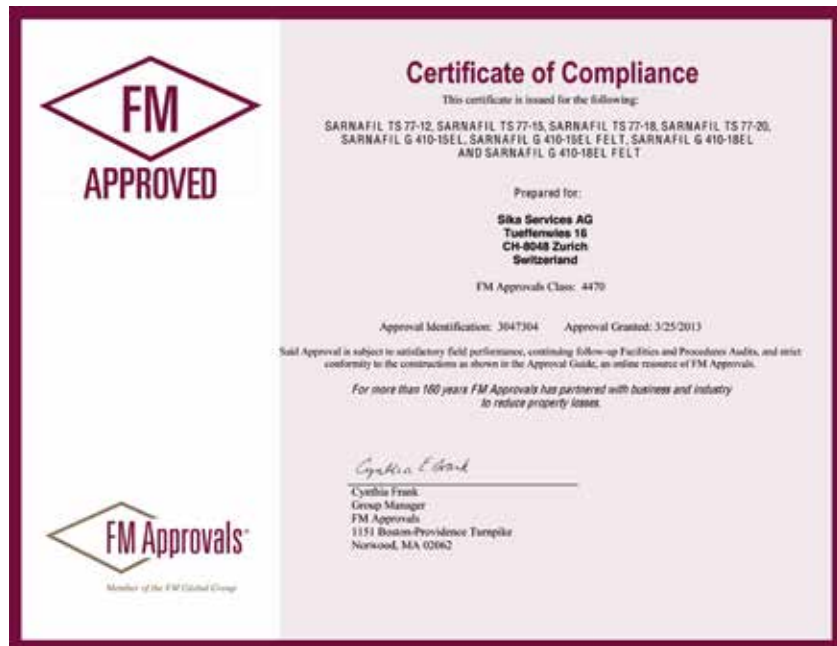 FM
APPROVED
Certificate of Compliance
This certificate is issued for the following:
SARNAFIL TS 77-12, SARNAFIL TS 77-15, SARNAFIL TS 77-18, SARNAFIL TS 77-20,
SARNAFIL G 410-15EL, SARNAFIL G 410-15EL FELT, SARNAFIL G 410-18EL
AND SARNAFIL G 410-18EL FELT
Prepared for:
Sika Services AG
Tueffenwies 16
CH-8048 Zurich
Switzerland
FM Approvals Class: 4470
Approval Identification: 3047304 Approval Granted: 3/25/2013
Said Approval is subject to satisfactory field performance, continuing follow-up Facilities and Procedures Audits, and strict
conformity to the constructions as shown in the Approval Guide, an online resource of FM Approvals.
For more than 160 years FM Approvals has partnered with business and industry
to reduce property losses.
Cynthia E Frank
Cynthia Frank
Group Manager
FM Approvals
1151 Boston-Providence Turnpike
Norwood, MA 02062
FM Approvals
Member of the FM Global Group